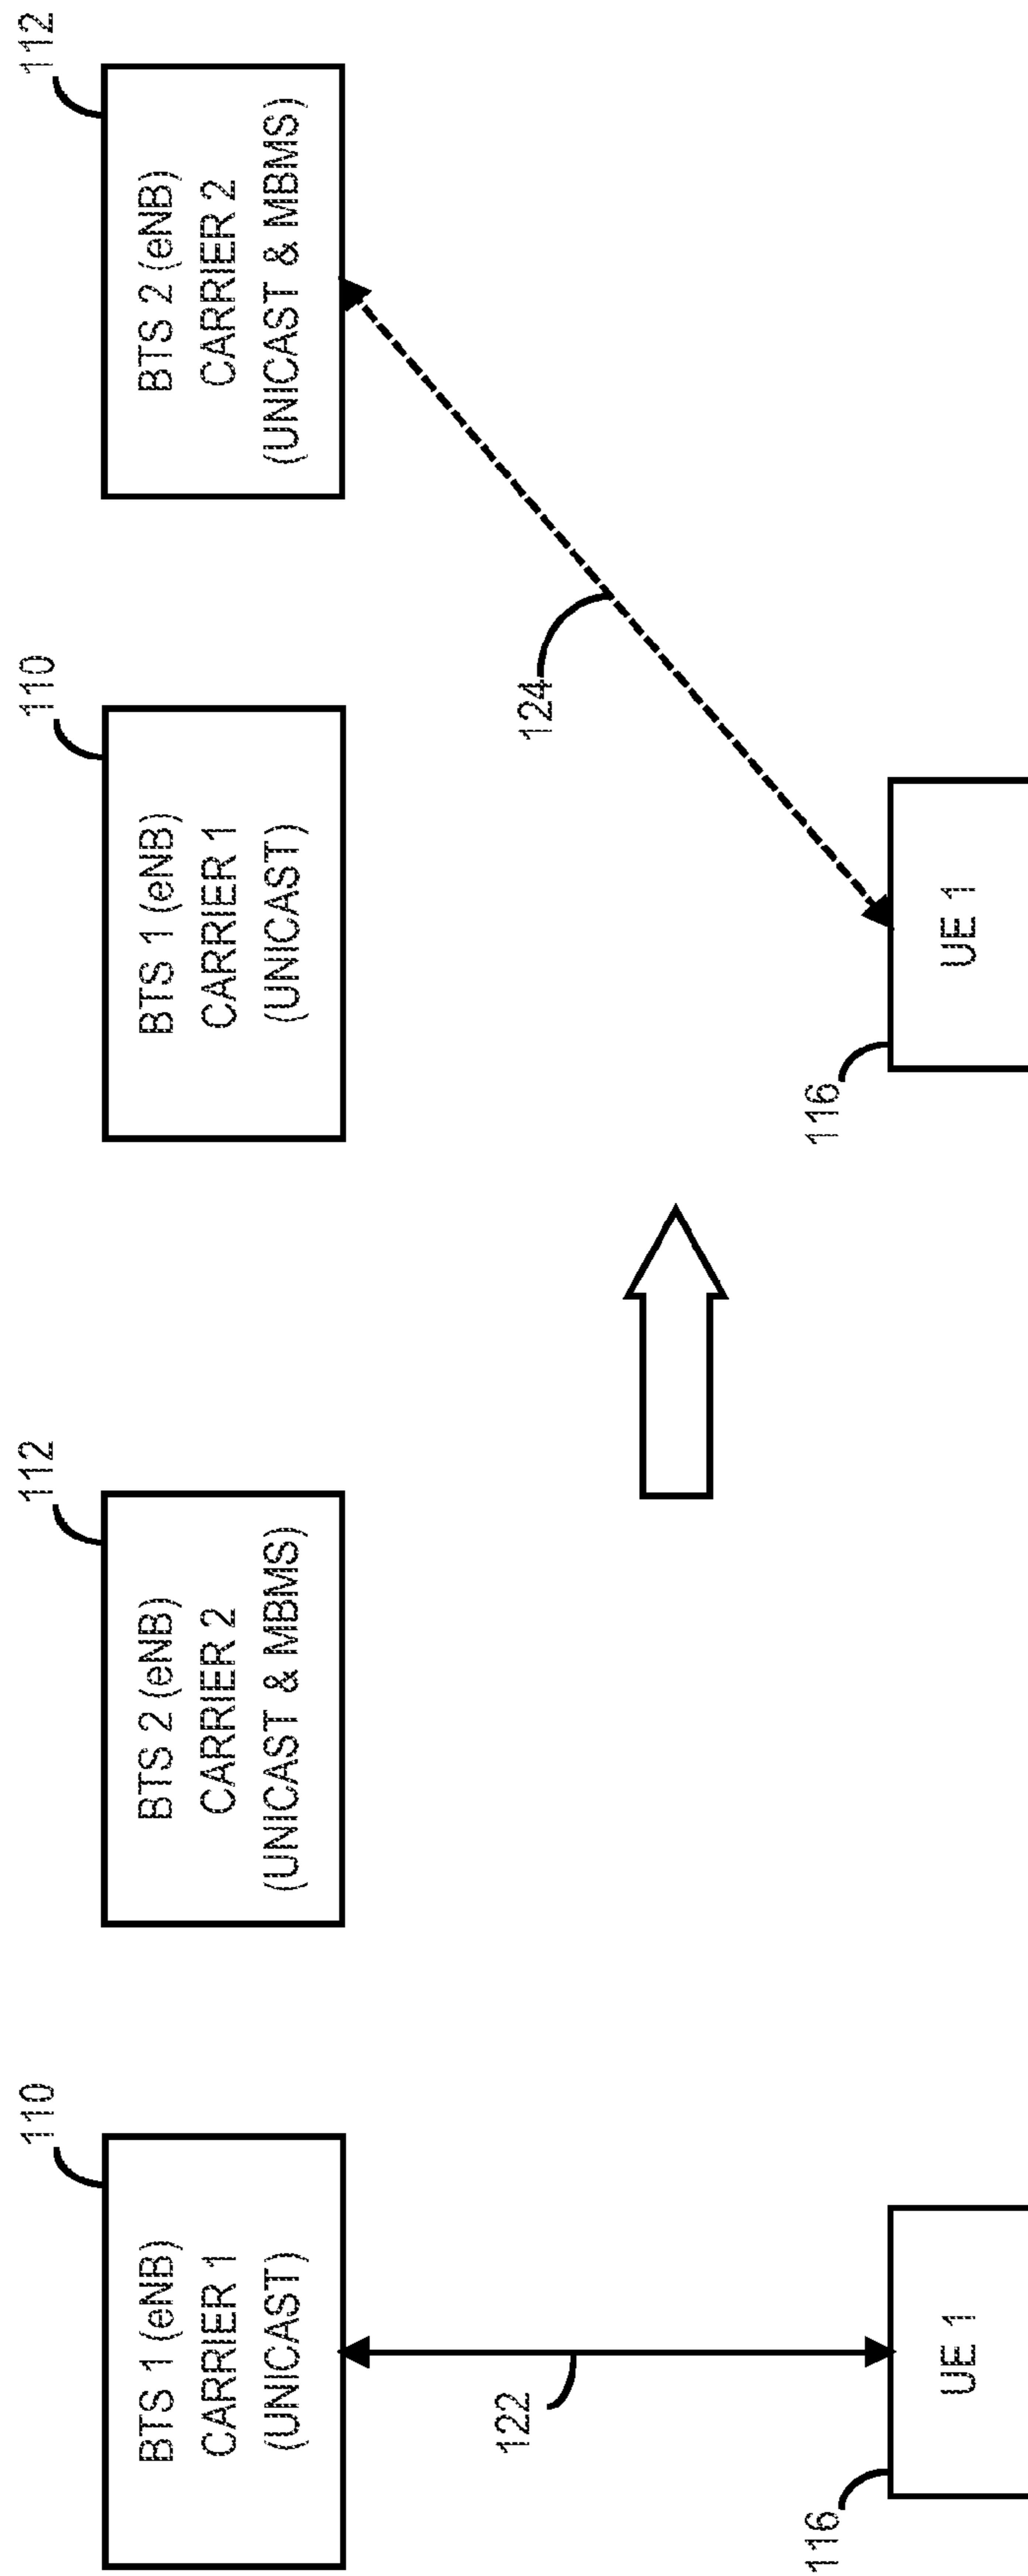 110
BTS 1 (eNB)
CARRIER 1
(UNICAST)
112
BTS 2 (eNB)
CARRIER 2
(UNICAST & MBMS)
122
116
UE 1
110
BTS 1 (eNB)
CARRIER 1
(UNICAST)
112
BTS 2 (eNB)
CARRIER 2
(UNICAST & MBMS)
124
116
UE 1